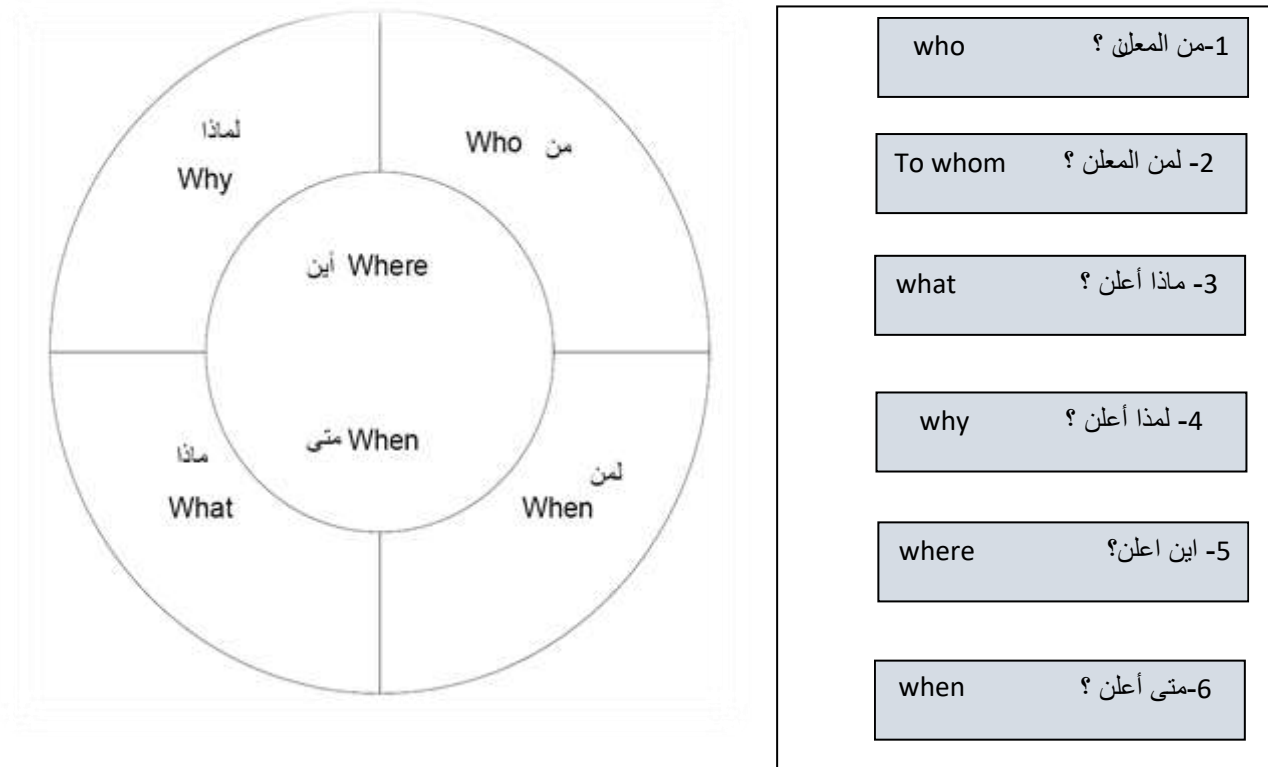 لماذا
Why
Who من
أين Where
متى When
ماذا
What
لمن
When
1-من المعلن ؟ who
2- لمن المعلن ؟ To whom
3- ماذا أعلن ؟ what
4- لمذا أعلن ؟ why
5- اين اعلن؟ where
6-متى أعلن ؟ when